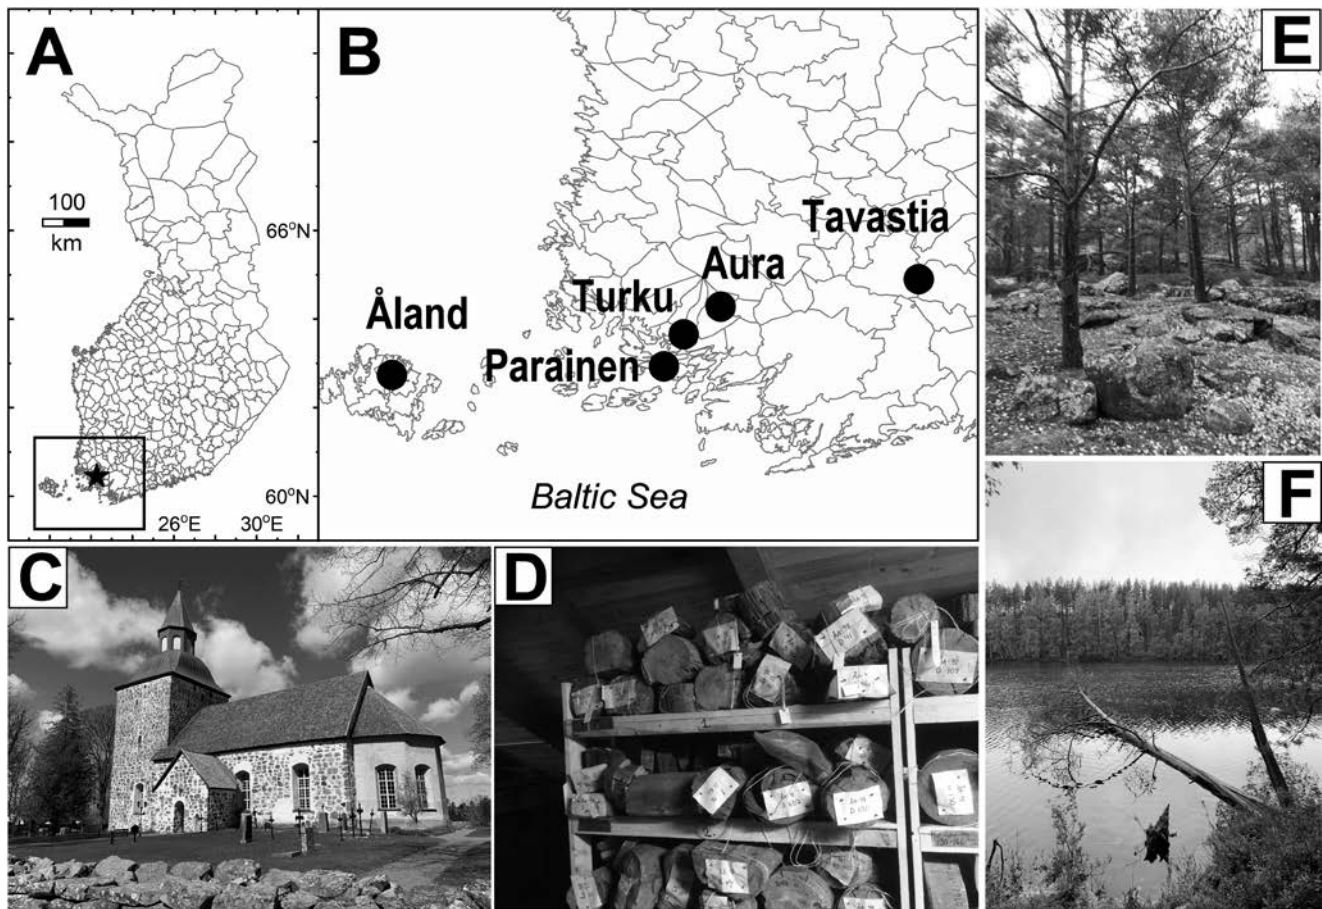 A
100
km
66°N
60°N
26°E
30°E
B
Tavastia
Aura
Turku
Åland
Parainen
Baltic Sea
C
D
E
F